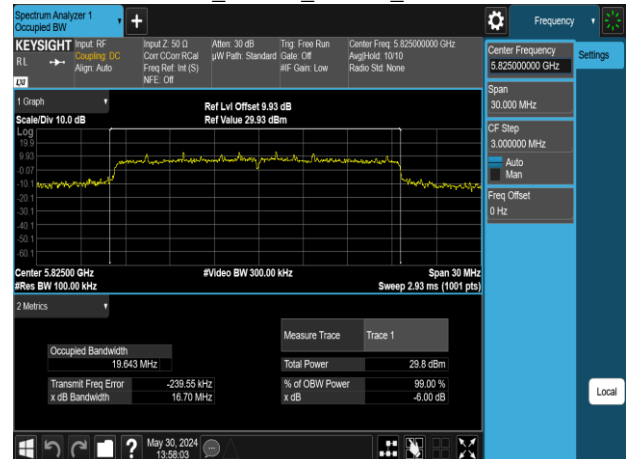 Spectrum Analyzer 1
Occupied BW
+
Frequency
KEYSIGHT
R L
LXI
Input: RF
Coupling: DC
Align: Auto
Input Z: 50 Ω
Corr CCorr RCal
Freq Ref: Int (S)
NFE: Off
Atten: 30 dB
µW Path: Standard
Trig: Free Run
Gate: Off
#IF Gain: Low
Center Freq: 5.825000000 GHz
Avg|Hold: 10/10
Radio Std: None
Center Frequency
5.825000000 GHz
Settings
Span
30.000 MHz
CF Step
3.000000 MHz
Auto
Man
Freq Offset
0 Hz
1 Graph
Scale/Div 10.0 dB
Ref Lvl Offset 9.93 dB
Ref Value 29.93 dBm
Log
19.9
9.93
-0.07
-10.1
-20.1
-30.1
-40.1
-50.1
-60.1
Center 5.82500 GHz
#Video BW 300.00 kHz
Span 30 MHz
#Res BW 100.00 kHz
Sweep 2.93 ms (1001 pts)
2 Metrics
Measure Trace Trace 1
Occupied Bandwidth
19.643 MHz
Total Power 29.8 dBm
Transmit Freq Error -239.55 kHz
% of OBW Power 99.00 %
x dB Bandwidth 16.70 MHz
x dB -6.00 dB
Local
?
May 30, 2024
13:58:03